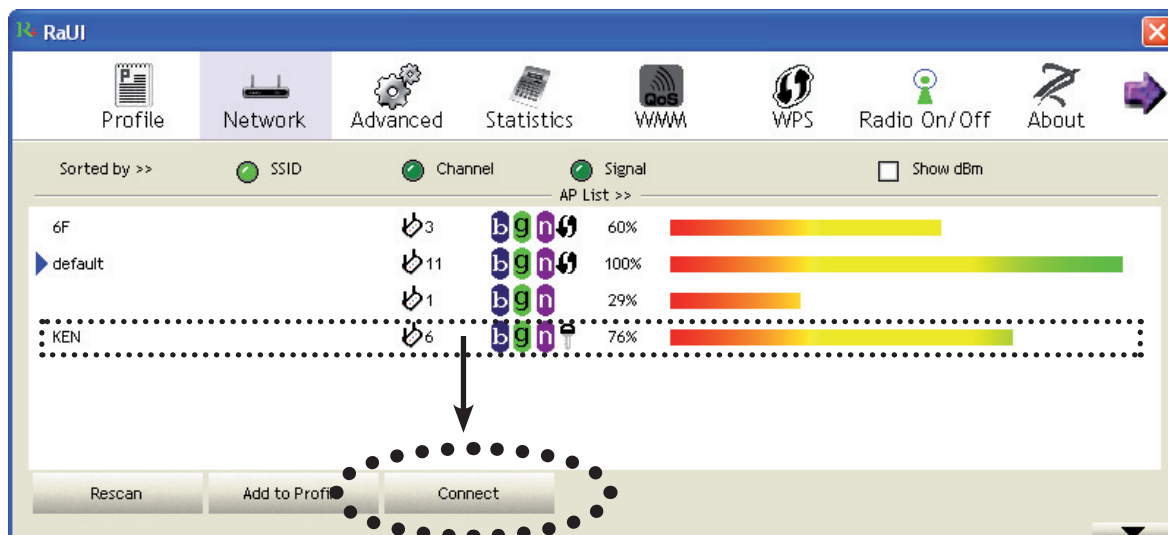 RaUI
Profile Network Advanced Statistics QoS WMM WPS Radio On/Off About
Sorted by >> SSID Channel Signal Show dBm
AP List >>
6F 3 b g n 60%
default 11 b g n 100%
1 b g n 29%
KEN 6 b g n 76%
Rescan Add to Profi Connect